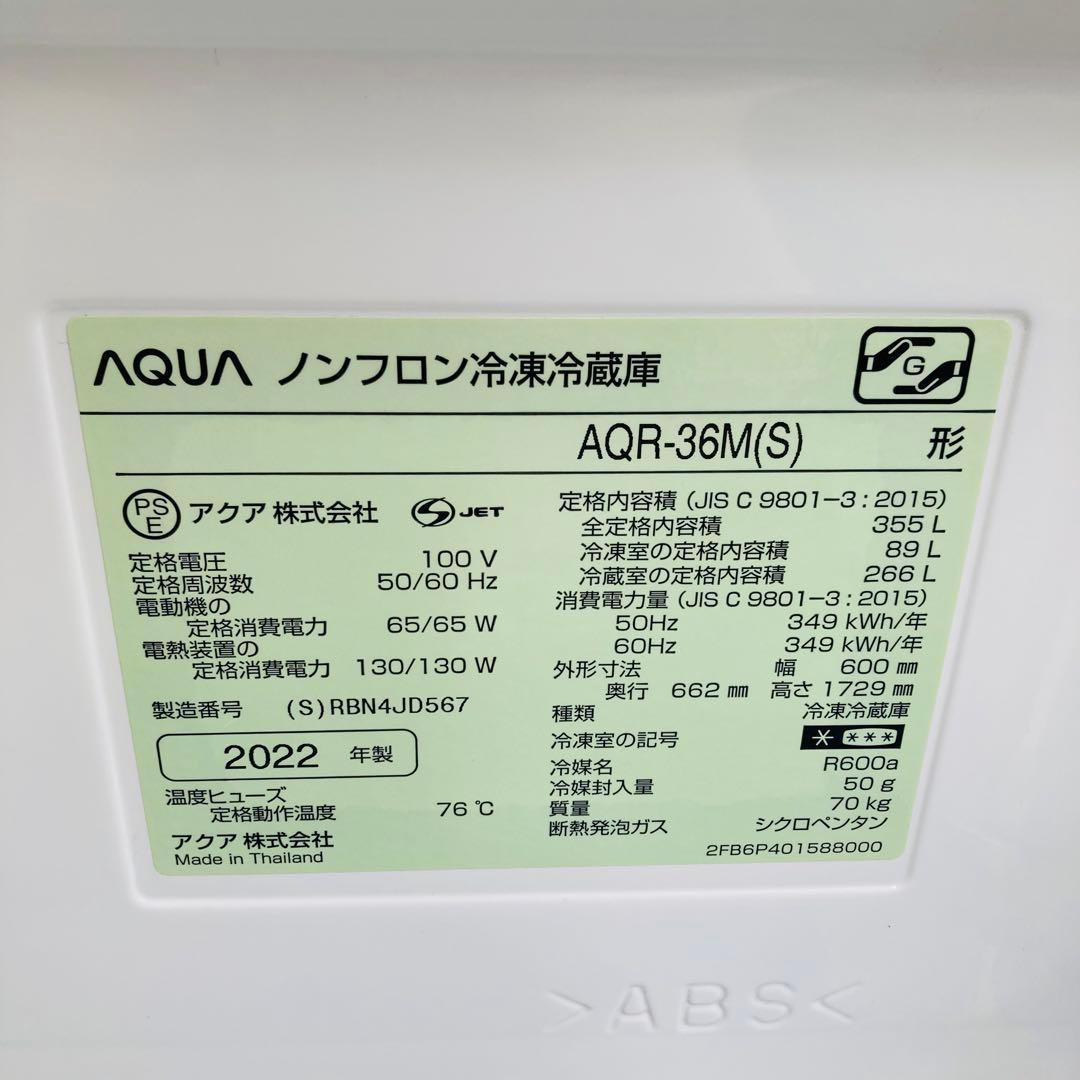 AQUA ノンフロン冷凍冷蔵庫
G
AQR-36M(S) 形
PSE アクア 株式会社 S JET
定格電圧 100 V
定格周波数 50/60 Hz
電動機の
定格消費電力 65/65 W
電熱装置の
定格消費電力 130/130 W
製造番号 (S)RBN4JD567
2022 年製
温度ヒューズ
定格動作温度 76 ℃
アクア 株式会社
Made in Thailand
定格内容積 (JIS C 9801-3 : 2015)
全定格内容積 355 L
冷凍室の定格内容積 89 L
冷蔵室の定格内容積 266 L
消費電力量 (JIS C 9801-3 : 2015)
50Hz 349 kWh/年
60Hz 349 kWh/年
外形寸法 幅 600 ㎜
奥行 662 ㎜ 高さ 1729 ㎜
種類 冷凍冷蔵庫
冷凍室の記号 * ***
冷媒名 R600a
冷媒封入量 50 g
質量 70 kg
断熱発泡ガス シクロペンタン
2FB6P401588000
>ABS<